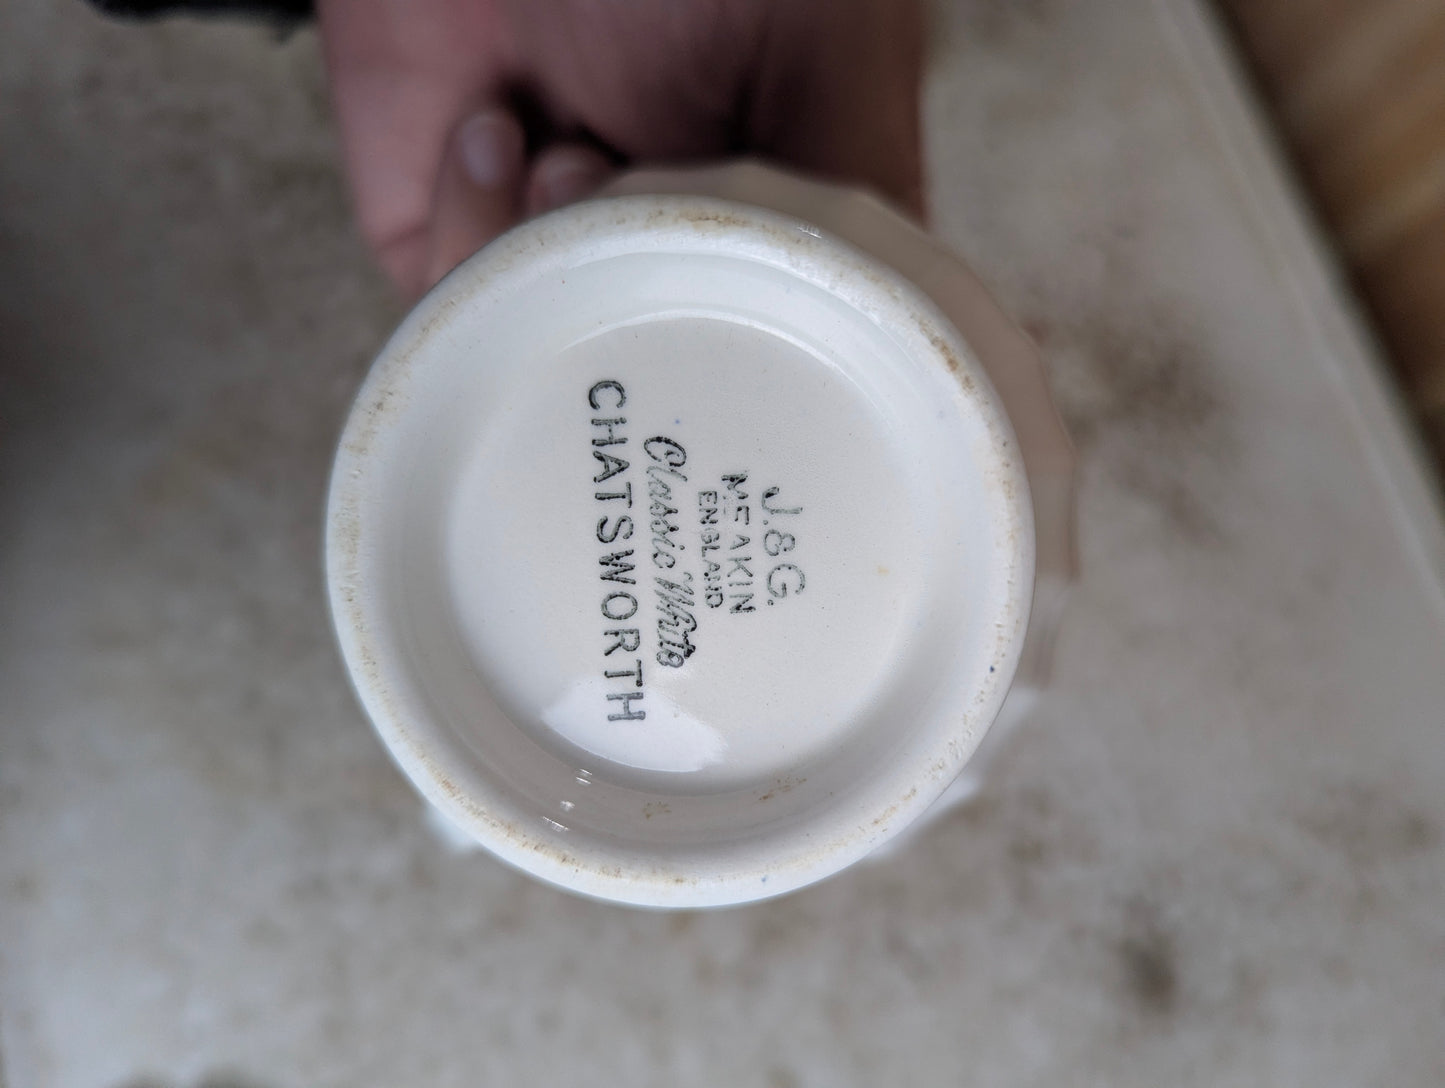 J.&G.
MEAKIN
ENGLAND
Classic White
CHATSWORTH